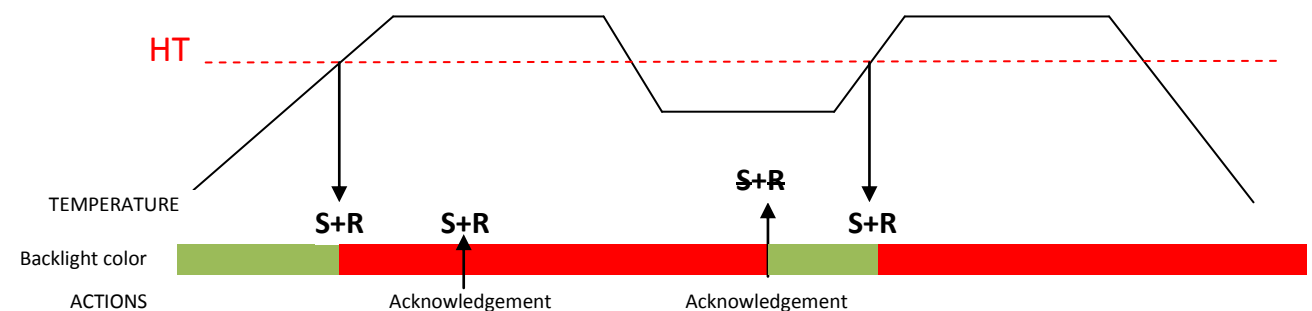 HT
S+R
TEMPERATURE
S+R S+R S+R
Backlight color
ACTIONS Acknowledgement Acknowledgement